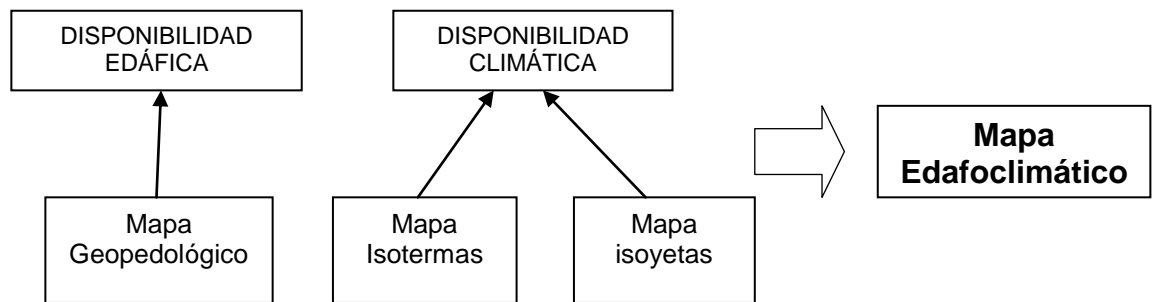 DISPONIBILIDAD
EDÁFICA
DISPONIBILIDAD
CLIMÁTICA
Mapa
Edafoclimático
Mapa
Geopedológico
Mapa
Isotermas
Mapa
isoyetas